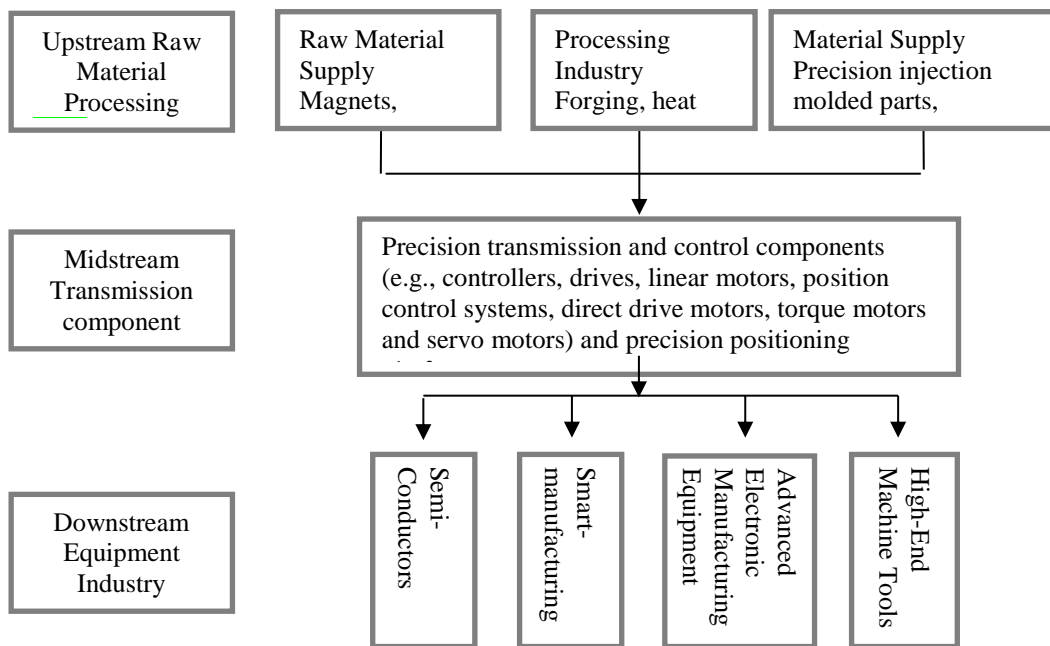 Upstream Raw
Material
Processing
Raw Material
Supply
Magnets,
Processing
Industry
Forging, heat
Material Supply
Precision injection
molded parts,
Midstream
Transmission
component
Precision transmission and control components
(e.g., controllers, drives, linear motors, position
control systems, direct drive motors, torque motors
and servo motors) and precision positioning
Downstream
Equipment
Industry
Semi-
Conductors
Smart-
manufacturing
Advanced
Electronic
Manufacturing
Equipment
High-End
Machine Tools